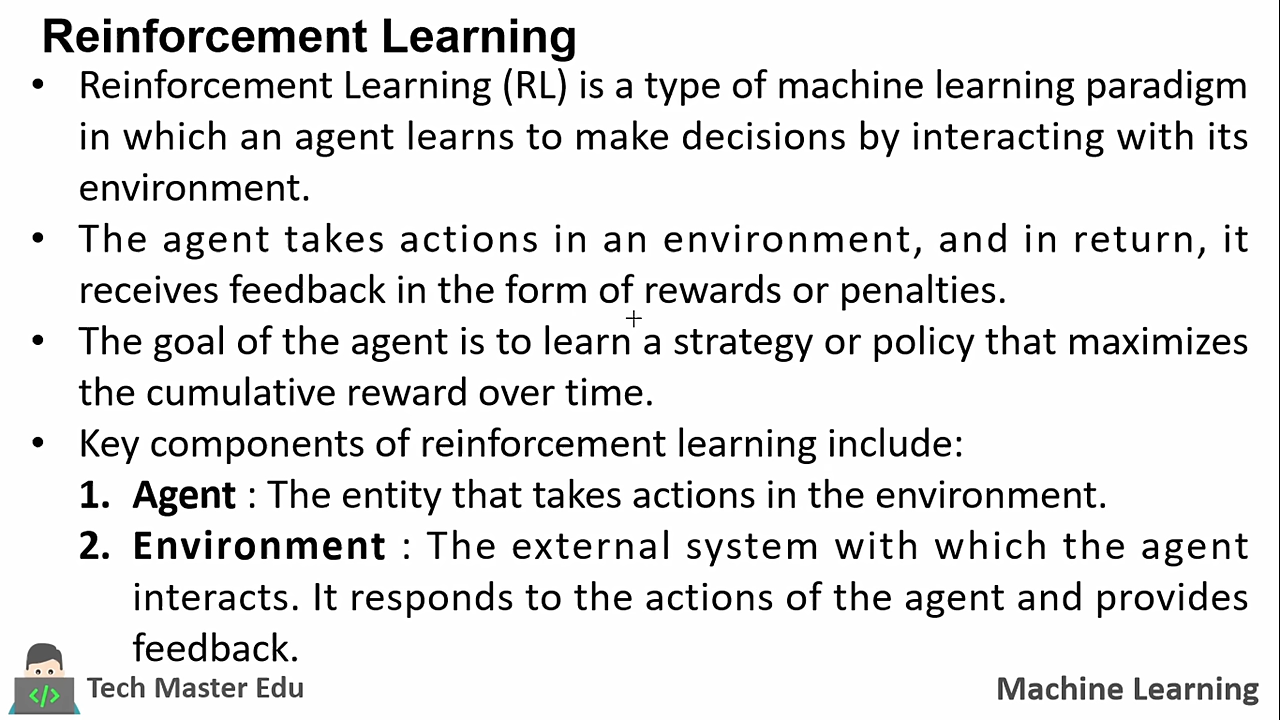 Reinforcement Learning
• Reinforcement Learning (RL) is a type of machine learning paradigm
in which an agent learns to make decisions by interacting with its
environment.
• The agent takes actions in an environment, and in return, it
receives feedback in the form of rewards or penalties.
• The goal of the agent is to learn a strategy or policy that maximizes
the cumulative reward over time.
• Key components of reinforcement learning include:
1. Agent : The entity that takes actions in the environment.
2. Environment : The external system with which the agent
interacts. It responds to the actions of the agent and provides
feedback.
</> Tech Master Edu
Machine Learning